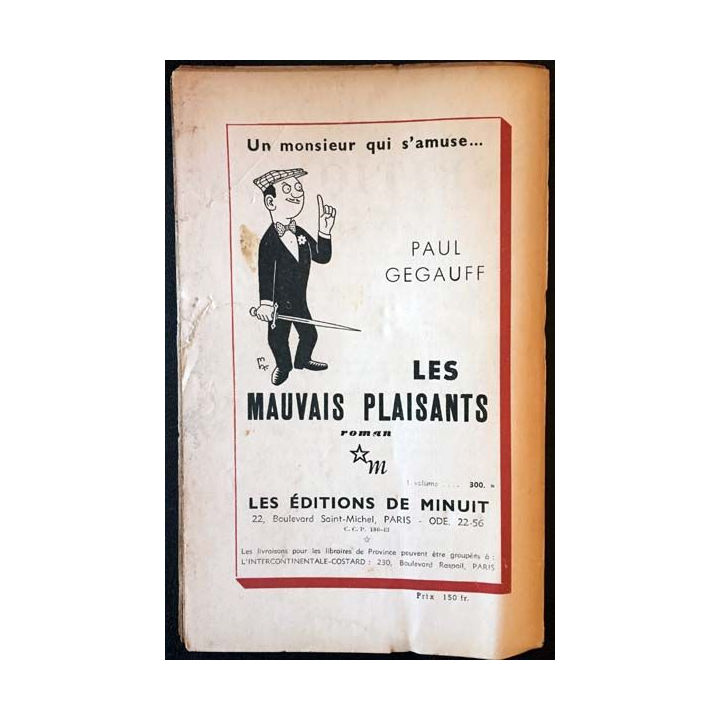 Un monsieur qui s'amuse...
PAUL
GEGAUFF
LES
MAUVAIS PLAISANTS
roman
m
1 volume .... 300. »
LES ÉDITIONS DE MINUIT
22, Boulevard Saint-Michel, PARIS - ODE. 22-56
C. C. P. 180-43
Les livraisons pour les libraires de Province peuvent être groupées à :
L'INTERCONTINENTALE-COSTARD : 230, Boulevard Raspail, PARIS
Prix 150 fr.